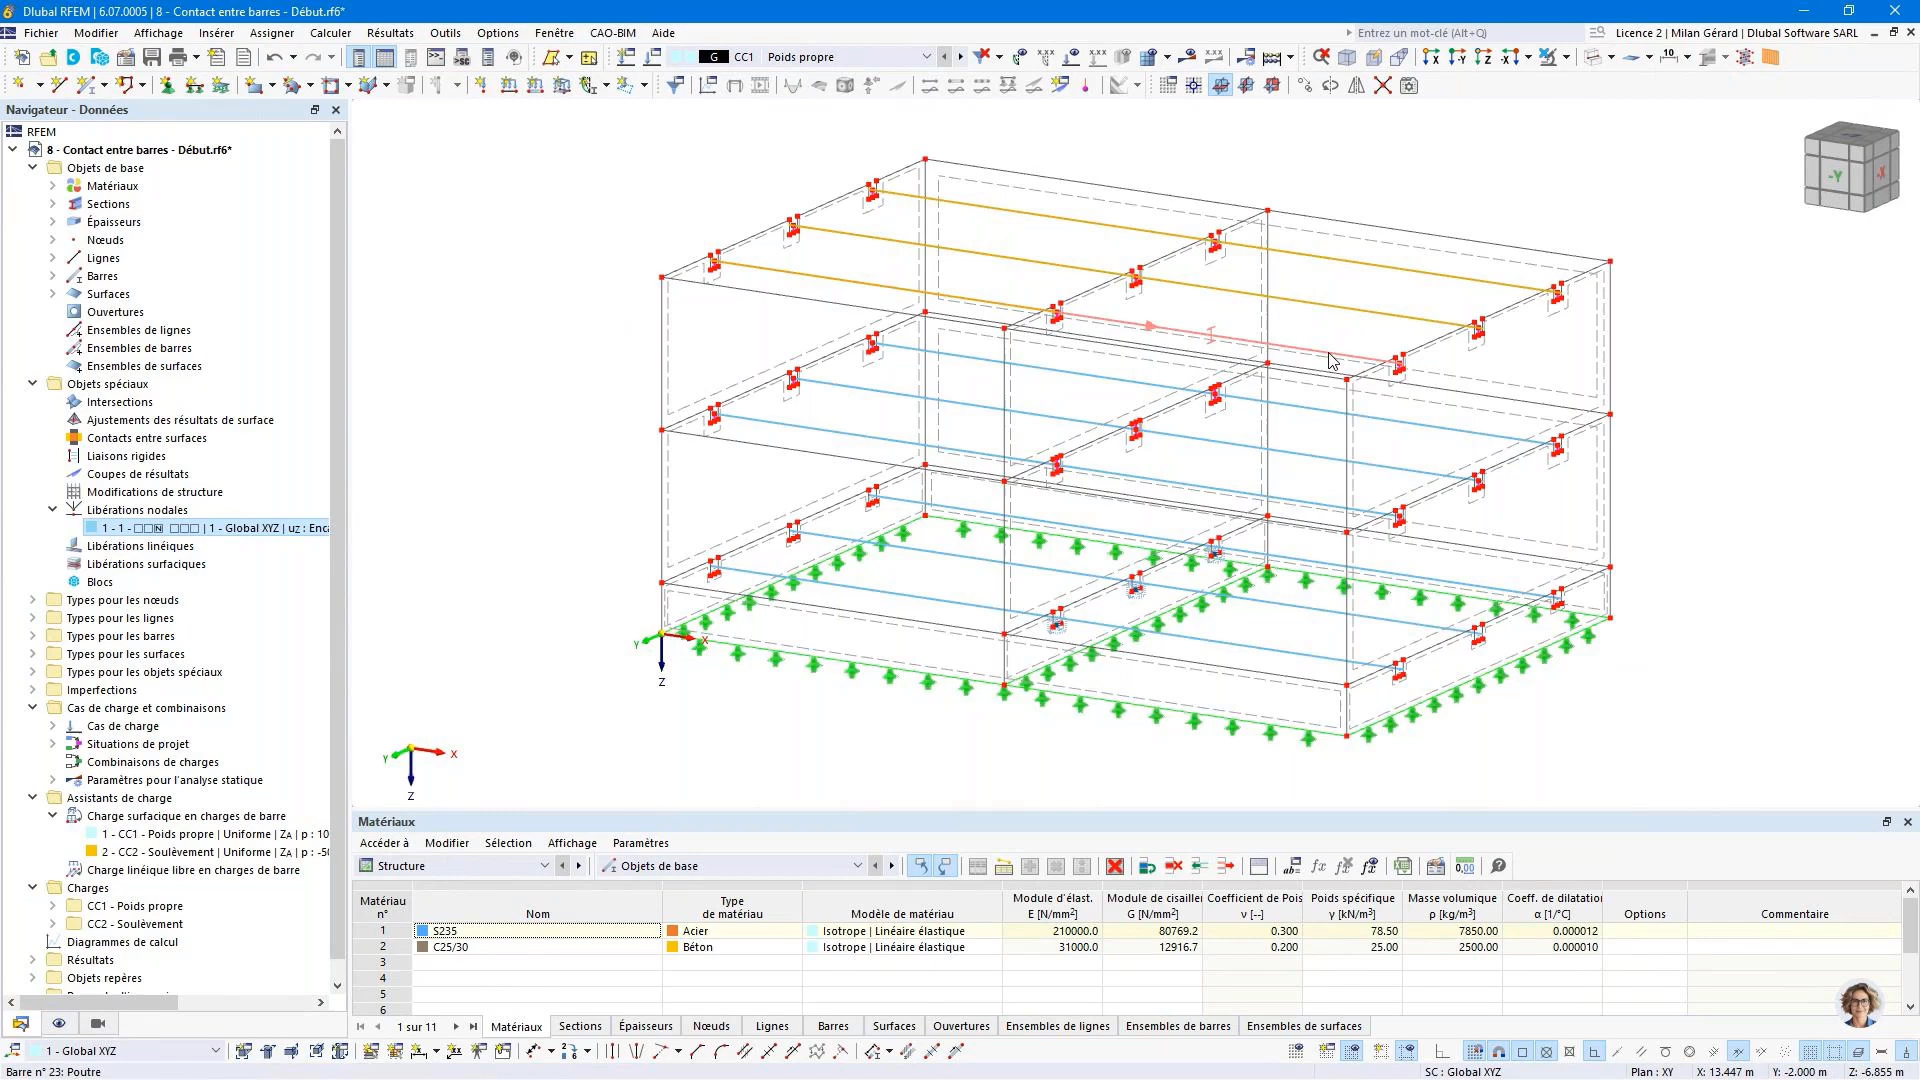 Dlubal RFEM | 6.07.0005 | 8 - Contact entre barres - Début.rf6*
Fichier Modifier Affichage Insérer Assigner Calculer Résultats Outils Options Fenêtre CAO-BIM Aide
Entrez un mot-clé (Alt+Q) Licence 2 | Milan Gérard | Dlubal Software SARL
G CC1 Poids propre
Navigateur - Données
RFEM
8 - Contact entre barres - Début.rf6*
Objets de base
Matériaux
Sections
Épaisseurs
Nœuds
Lignes
Barres
Surfaces
Ouvertures
Ensembles de lignes
Ensembles de barres
Ensembles de surfaces
Objets spéciaux
Intersections
Ajustements des résultats de surface
Contacts entre surfaces
Liaisons rigides
Coupes de résultats
Modifications de structure
Libérations nodales
1 - 1 - □□N □□□ | 1 - Global XYZ | uz : Enca
Libérations linéiques
Libérations surfaciques
Blocs
Types pour les nœuds
Types pour les lignes
Types pour les barres
Types pour les surfaces
Types pour les objets spéciaux
Imperfections
Cas de charge et combinaisons
Cas de charge
Situations de projet
Combinaisons de charges
Paramètres pour l'analyse statique
Assistants de charge
Charge surfacique en charges de barre
1 - CC1 - Poids propre | Uniforme | ZA | p : 10
2 - CC2 - Soulèvement | Uniforme | ZA | p : -50
Charge linéique libre en charges de barre
Charges
CC1 - Poids propre
CC2 - Soulèvement
Diagrammes de calcul
Résultats
Objets repères
-Y -X
Y X
Z
Y X
Z
Matériaux
Accéder à Modifier Sélection Affichage Paramètres
Structure Objets de base
Matériau n° Nom Type de matériau Modèle de matériau Module d'élast. E [N/mm²] Module de cisaille G [N/mm²] Coefficient de Pois ν [--] Poids spécifique γ [kN/m³] Masse volumique ρ [kg/m³] Coeff. de dilatation α [1/°C] Options Commentaire
1 S235 Acier Isotrope | Linéaire élastique 210000.0 80769.2 0.300 78.50 7850.00 0.000012
2 C25/30 Béton Isotrope | Linéaire élastique 31000.0 12916.7 0.200 25.00 2500.00 0.000010
3
4
5
6
1 sur 11 Matériaux Sections Épaisseurs Nœuds Lignes Barres Surfaces Ouvertures Ensembles de lignes Ensembles de barres Ensembles de surfaces
1 - Global XYZ
Barre n° 23: Poutre SC : Global XYZ Plan : XY X: 13.447 m Y: -2.000 m Z: -6.855 m